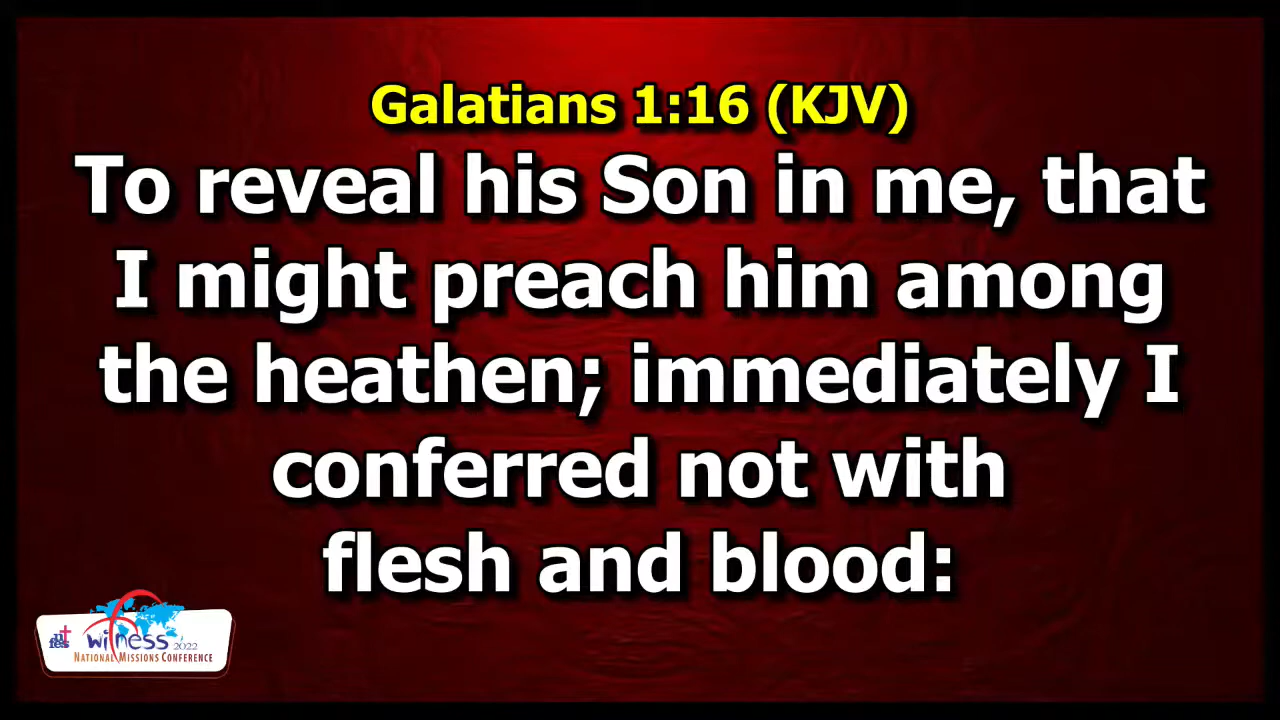 Galatians 1:16 (KJV)
To reveal his Son in me, that
I might preach him among
the heathen; immediately I
conferred not with
flesh and blood:
witness 2022
NATIONAL MISSIONS CONFERENCE